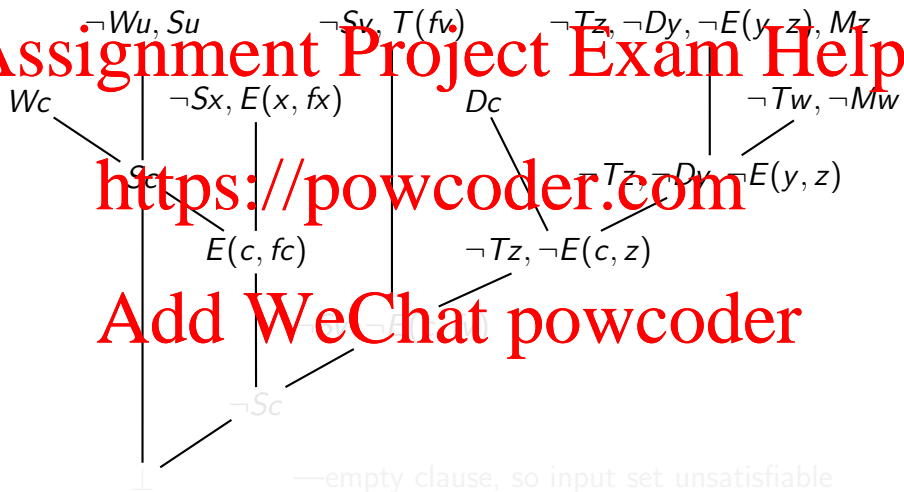 ¬Wu, Su ¬Sv, T(fv) ¬Tz, ¬Dy, ¬E(y, z), Mz
Assignment Project Exam Help
Wc ¬Sx, E(x, fx) Dc ¬Tw, ¬Mw
Sc ¬Tz, ¬Dy, ¬E(y, z)
https://powcoder.com
E(c, fc) ¬Tz, ¬E(c, z)
Add WeChat powcoder
¬Sc
⊥ —empty clause, so input set unsatisfiable